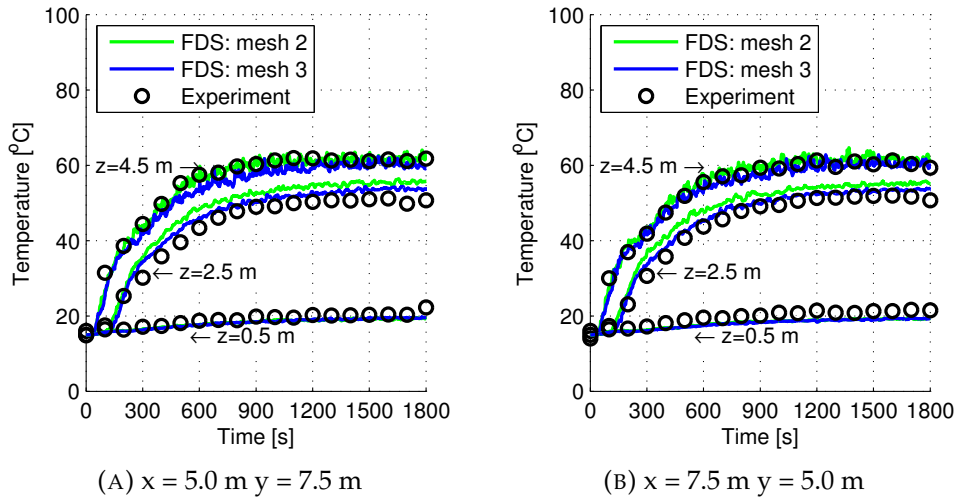 100
80
60
40
20
0
Temperature [°C]
FDS: mesh 2
FDS: mesh 3
Experiment
z=4.5 m →
← z=2.5 m
← z=0.5 m
0 300 600 900 1200 1500 1800
Time [s]
(A) x = 5.0 m y = 7.5 m
100
80
60
40
20
0
Temperature [°C]
FDS: mesh 2
FDS: mesh 3
Experiment
z=4.5 m →
← z=2.5 m
← z=0.5 m
0 300 600 900 1200 1500 1800
Time [s]
(B) x = 7.5 m y = 5.0 m